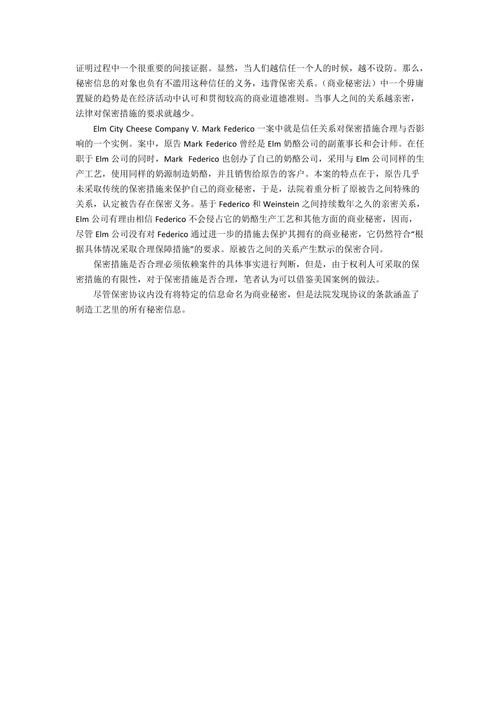 证明过程中一个很重要的间接证据。显然，当人们越信任一个人的时候，越不设防。那么，
秘密信息的对象也负有不滥用这种信任的义务，违背保密关系。《商业秘密法》中一个毋庸
置疑的趋势是在经济活动中认可和贯彻较高的商业道德准则。当事人之间的关系越亲密，
法律对保密措施的要求就越少。
Elm City Cheese Company V. Mark Federico 一案中就是信任关系对保密措施合理与否影
响的一个实例。案中，原告 Mark Federico 曾经是 Elm 奶酪公司的副董事长和会计师。在任
职于 Elm 公司的同时，Mark Federico 也创办了自己的奶酪公司，采用与 Elm 公司同样的生
产工艺，使用同样的奶源制造奶酪，并且销售给原告的客户。本案的特点在于，原告几乎
未采取传统的保密措施来保护自己的商业秘密，于是，法院着重分析了原被告之间特殊的
关系，认定被告存在保密义务。基于 Federico 和 Weinstein 之间持续数年之久的亲密关系，
Elm 公司有理由相信 Federico 不会侵占它的奶酪生产工艺和其他方面的商业秘密，因而，
尽管 Elm 公司没有对 Federico 通过进一步的措施去保护其拥有的商业秘密，它仍然符合“根
据具体情况采取合理保障措施”的要求。原被告之间的关系产生默示的保密合同。
保密措施是否合理必须依赖案件的具体事实进行判断，但是，由于权利人可采取的保
密措施的有限性，对于保密措施是否合理，笔者认为可以借鉴美国案例的做法。
尽管保密协议内没有将特定的信息命名为商业秘密，但是法院发现协议的条款涵盖了
制造工艺里的所有秘密信息。